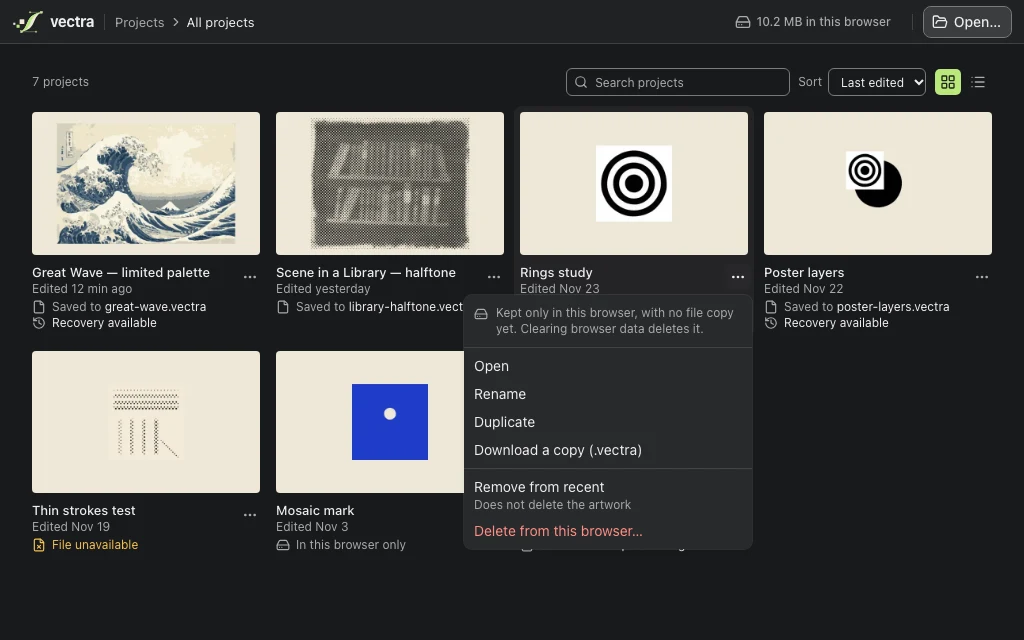 vectra
Projects > All projects
10.2 MB in this browser
Open...
7 projects
Search projects
Sort
Last edited
Great Wave — limited palette
Edited 12 min ago
Saved to great-wave.vectra
Recovery available
Scene in a Library — halftone
Edited yesterday
Saved to library-halftone.vect
Rings study
Edited Nov 23
Poster layers
Edited Nov 22
Saved to poster-layers.vectra
Recovery available
Kept only in this browser, with no file copy
yet. Clearing browser data deletes it.
Open
Rename
Duplicate
Download a copy (.vectra)
Remove from recent
Does not delete the artwork
Delete from this browser...
Thin strokes test
Edited Nov 19
File unavailable
Mosaic mark
Edited Nov 3
In this browser only